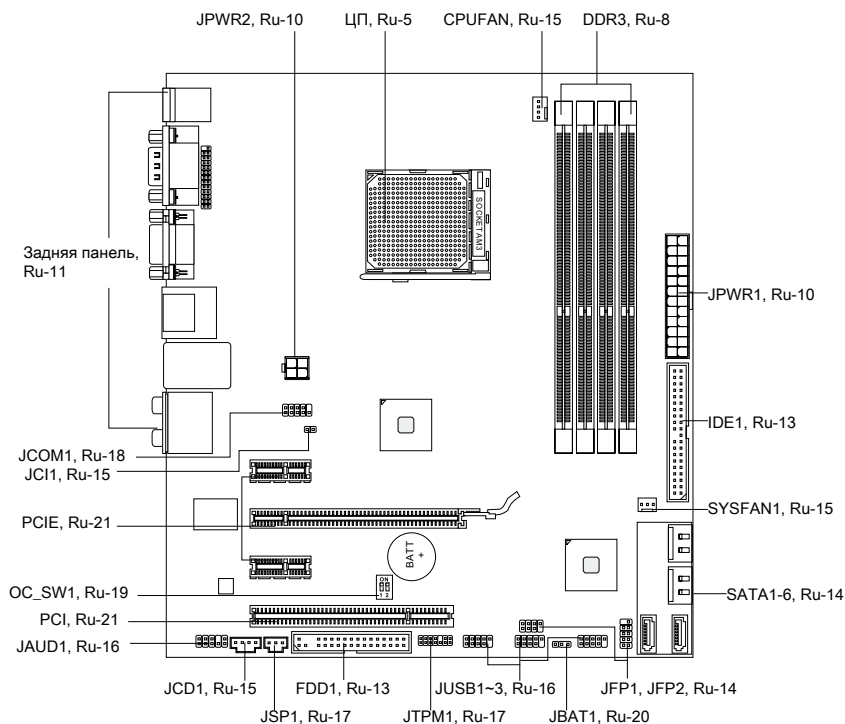 JPWR2, Ru-10
ЦП, Ru-5
CPUFAN, Ru-15
DDR3, Ru-8
SOCKET AM3
Задняя панель,
Ru-11
JPWR1, Ru-10
IDE1, Ru-13
JCOM1, Ru-18
JCI1, Ru-15
SYSFAN1, Ru-15
PCIE, Ru-21
BATT
+
OC_SW1, Ru-19
ON
1 2
SATA1-6, Ru-14
PCI, Ru-21
JAUD1, Ru-16
JCD1, Ru-15
FDD1, Ru-13
JUSB1~3, Ru-16
JFP1, JFP2, Ru-14
JSP1, Ru-17
JTPM1, Ru-17
JBAT1, Ru-20